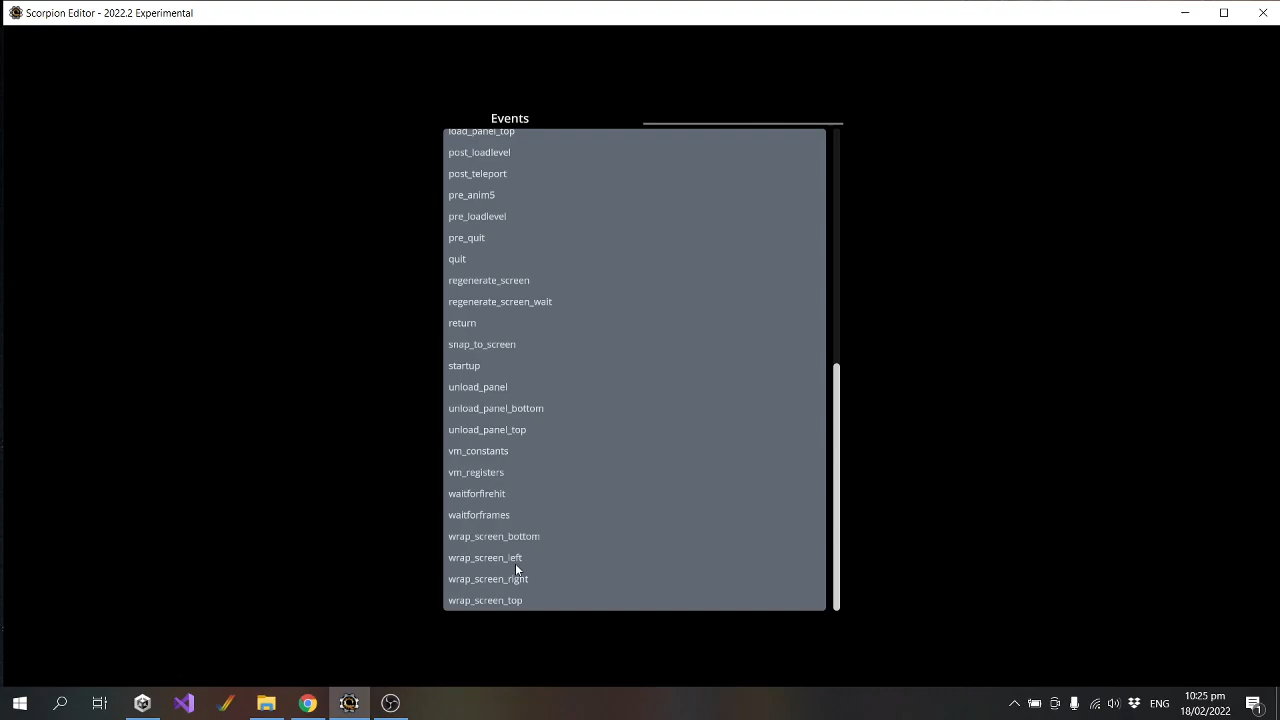 Scorpion Editor - 2022.2 Experimental
Events
load_panel_top
post_loadlevel
post_teleport
pre_anim5
pre_loadlevel
pre_quit
quit
regenerate_screen
regenerate_screen_wait
return
snap_to_screen
startup
unload_panel
unload_panel_bottom
unload_panel_top
vm_constants
vm_registers
waitforfirehit
waitforframes
wrap_screen_bottom
wrap_screen_left
wrap_screen_right
wrap_screen_top
ENG
10:25 pm
18/02/2022